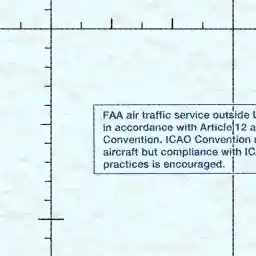 FAA air traffic service outside U
in accordance with Article 12 a
Convention. ICAO Convention
aircraft but compliance with IC
practices is encouraged.